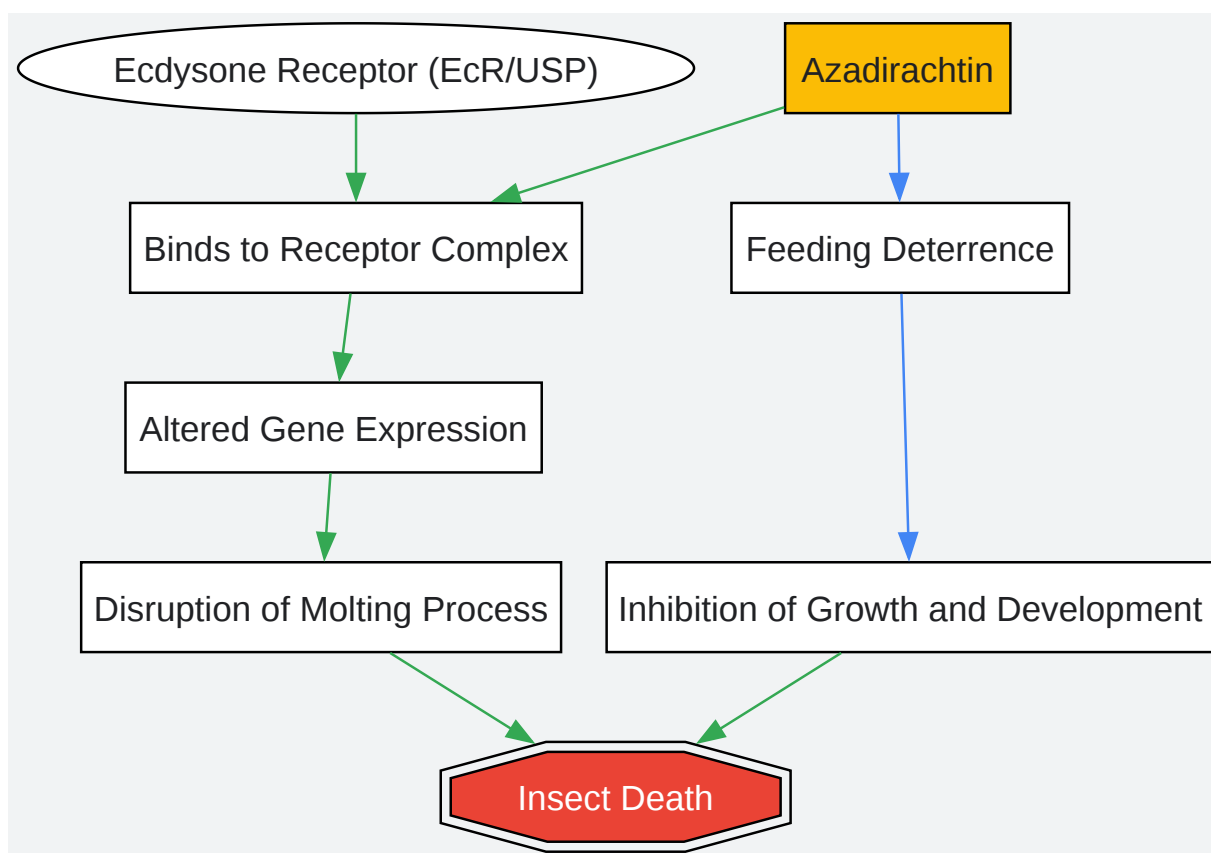 Ecdysone Receptor (EcR/USP)
Azadirachtin
Binds to Receptor Complex
Feeding Deterrence
Altered Gene Expression
Disruption of Molting Process
Inhibition of Growth and Development
Insect Death